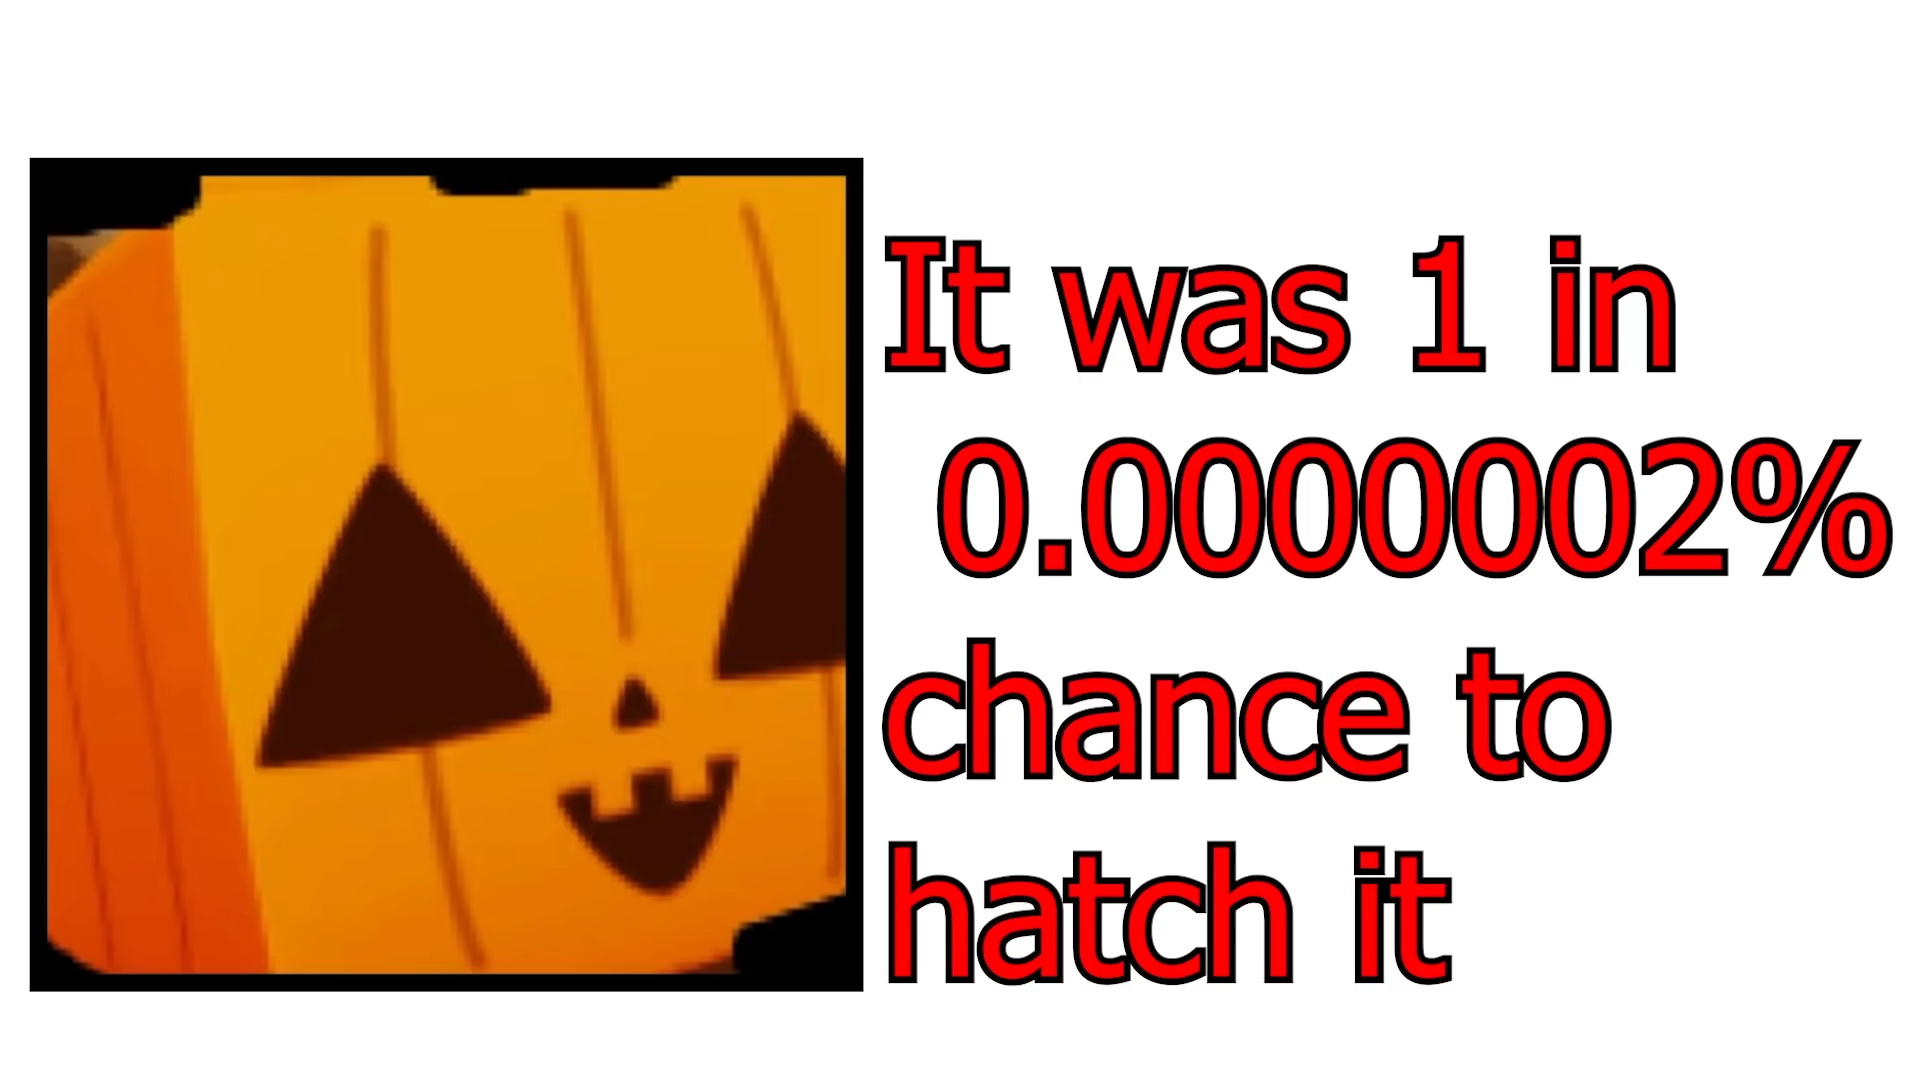 It was 1 in
0.0000002%
chance to
hatch it